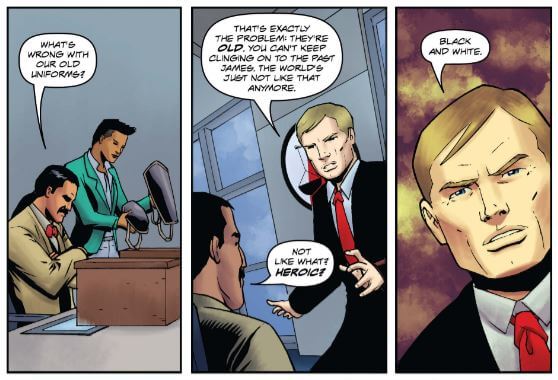 WHAT'S
WRONG WITH
OUR OLD
UNIFORMS?
THAT'S EXACTLY
THE PROBLEM: THEY'RE
OLD. YOU CAN'T KEEP
CLINGING ON TO THE PAST
JAMES. THE WORLD'S
JUST NOT LIKE THAT
ANYMORE.
NOT
LIKE WHAT?
HEROIC?
BLACK
AND WHITE.